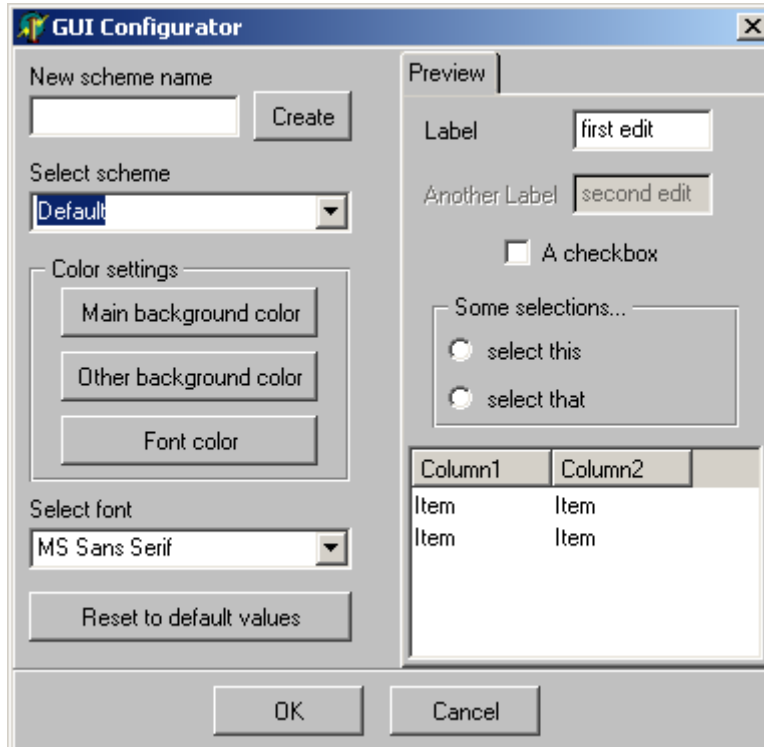 GUI Configurator
New scheme name
Create
Select scheme
Default
Color settings
Main background color
Other background color
Font color
Select font
MS Sans Serif
Reset to default values
Preview
Label
first edit
Another Label
second edit
A checkbox
Some selections...
select this
select that
Column1 Column2
Item Item
Item Item
OK
Cancel